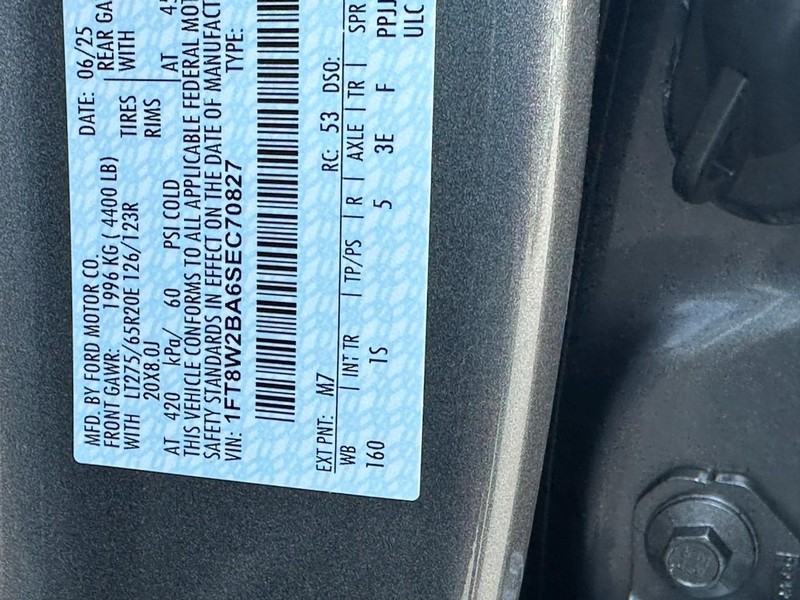 MFD. BY FORD MOTOR CO.
DATE: 06/25
FRONT GAWR: 1996 KG ( 4400 LB)
REAR GA
WITH LT275/65R20E 126/123R TIRES WITH
20X8.0J RIMS
AT 420 kPa/ 60 PSI COLD AT 45
THIS VEHICLE CONFORMS TO ALL APPLICABLE FEDERAL MOT
SAFETY STANDARDS IN EFFECT ON THE DATE OF MANUFACT
VIN: 1FT8W2BA6SEC70827 TYPE:
EXT PNT: M7 RC: 53 DSO:
WB INT TR TP/PS R AXLE TR SPR
160 1S 5 3E F PPJJ
ULC